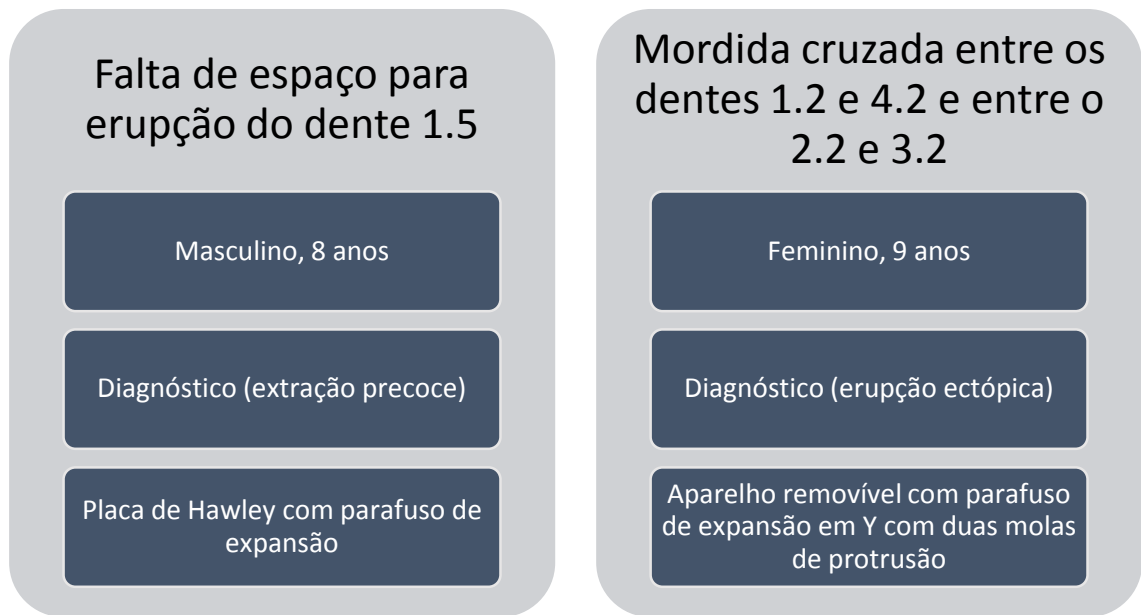 Falta de espaço para
erupção do dente 1.5
Masculino, 8 anos
Diagnóstico (extração precoce)
Placa de Hawley com parafuso de
expansão
Mordida cruzada entre os
dentes 1.2 e 4.2 e entre o
2.2 e 3.2
Feminino, 9 anos
Diagnóstico (erupção ectópica)
Aparelho removível com parafuso
de expansão em Y com duas molas
de protrusão